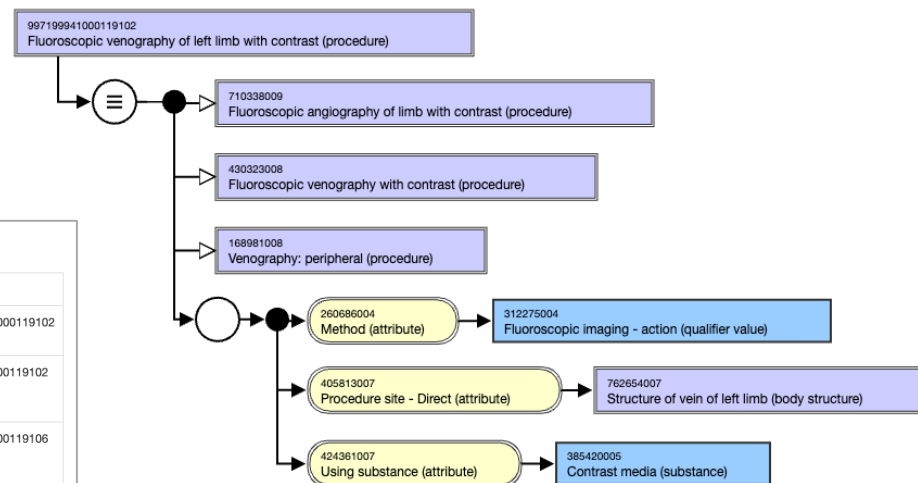 997199941000119102
Fluoroscopic venography of left limb with contrast (procedure)
710338009
Fluoroscopic angiography of limb with contrast (procedure)
430323008
Fluoroscopic venography with contrast (procedure)
168981008
Venography: peripheral (procedure)
260686004
Method (attribute)
312275004
Fluoroscopic imaging - action (qualifier value)
405813007
Procedure site - Direct (attribute)
762654007
Structure of vein of left limb (body structure)
424361007
Using substance (attribute)
385420005
Contrast media (substance)
000119102
00119102
00119106